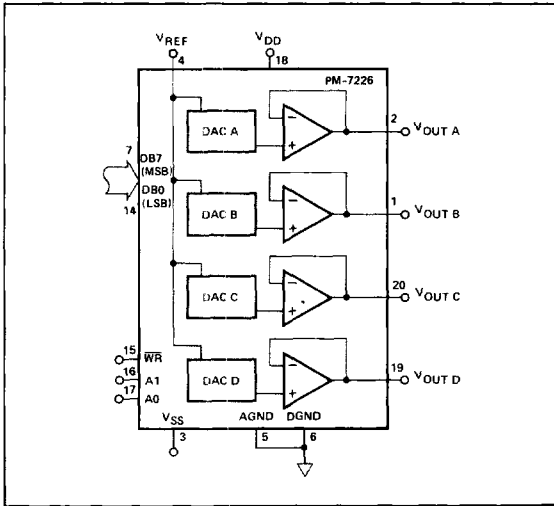 VREF
4
VDD
18
PM-7226
DAC A
−
+
2
VOUT A
7
DB7
(MSB)
DB0
(LSB)
14
DAC B
−
+
1
VOUT B
DAC C
−
+
20
VOUT C
15
WR
16
A1
17
A0
DAC D
−
+
19
VOUT D
VSS
3
AGND
5
DGND
6